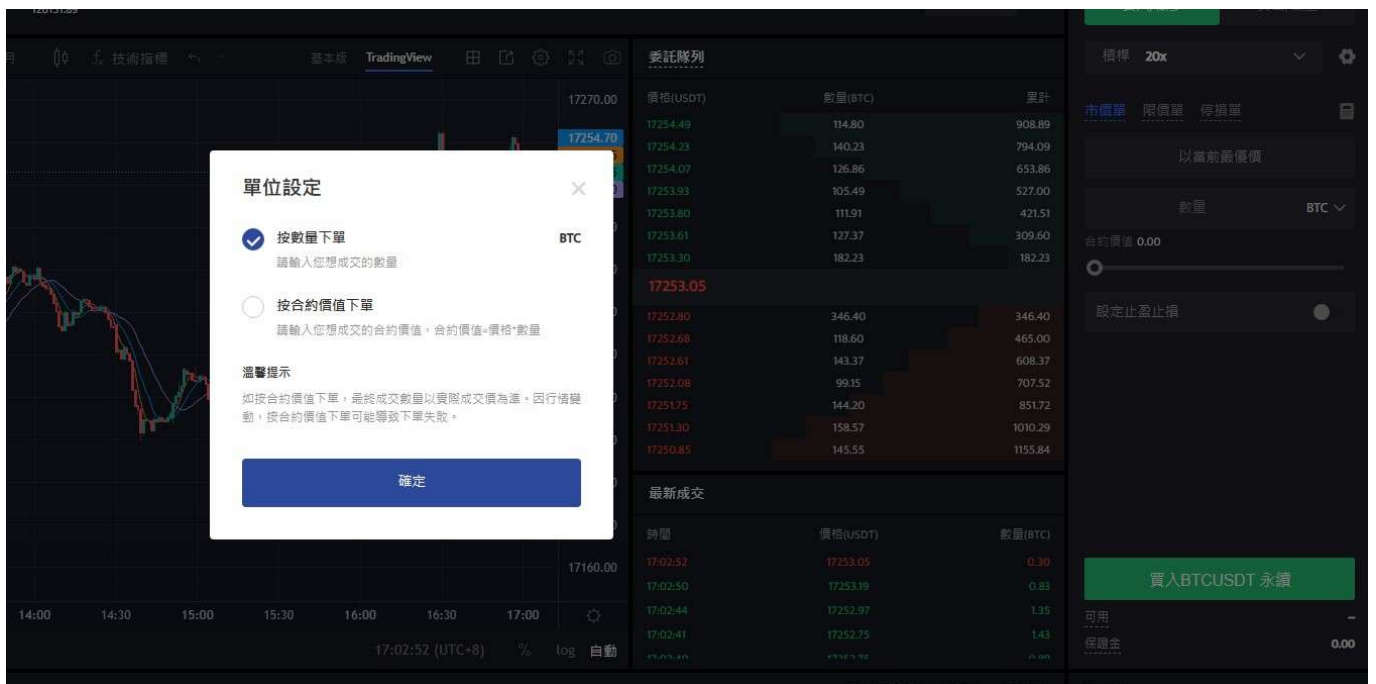 技術指標
基本版
TradingView
17270.00
17254.70
17160.00
14:00
14:30
15:00
15:30
16:00
16:30
17:00
17:02:52 (UTC+8)
%
log
自動
單位設定
按數量下單
BTC
請輸入您想成交的數量
按合約價值下單
請輸入您想成交的合約價值,合約價值=價格*數量
溫馨提示
如按合約價值下單,最終成交數量以實際成交價為準。因行情變
動,按合約價值下單可能導致下單失敗。
確定
委託隊列
價格(USDT) 數量(BTC) 累計
17254.49 114.80 908.89
17254.23 140.23 794.09
17254.07 126.86 653.86
17253.93 105.49 527.00
17253.80 111.91 421.51
17253.61 127.37 309.60
17253.30 182.23 182.23
17253.05
17252.80 346.40 346.40
17252.68 118.60 465.00
17252.61 143.37 608.37
17252.08 99.15 707.52
17251.75 144.20 851.72
17251.30 158.57 1010.29
17250.85 145.55 1155.84
最新成交
時間 價格(USDT) 數量(BTC)
17:02:52 17253.05 0.30
17:02:50 17253.19 0.83
17:02:44 17252.97 1.35
17:02:41 17252.75 1.43
槓桿 20x
市價單 限價單 停損單
以當前最優價
數量 BTC
合約價值 0.00
設定止盈止損
買入BTCUSDT 永續
可用 --
保證金 0.00